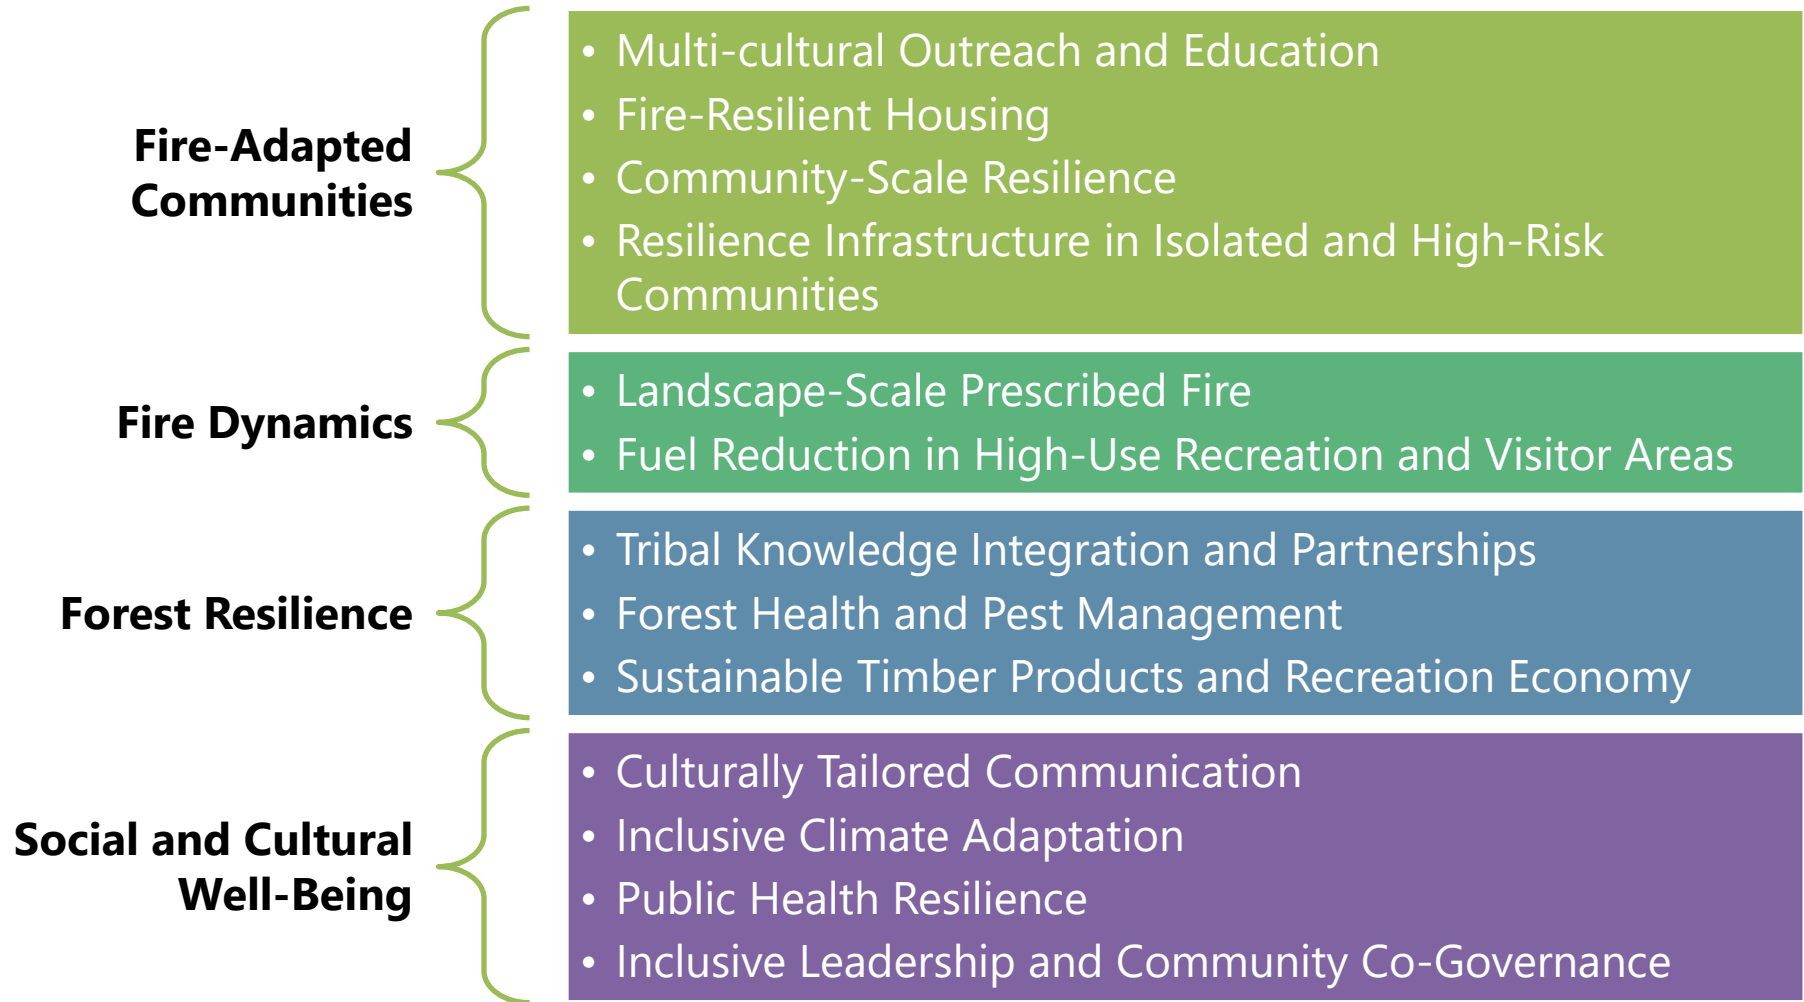 Fire-Adapted
Communities
• Multi-cultural Outreach and Education
• Fire-Resilient Housing
• Community-Scale Resilience
• Resilience Infrastructure in Isolated and High-Risk
Communities
Fire Dynamics
• Landscape-Scale Prescribed Fire
• Fuel Reduction in High-Use Recreation and Visitor Areas
Forest Resilience
• Tribal Knowledge Integration and Partnerships
• Forest Health and Pest Management
• Sustainable Timber Products and Recreation Economy
Social and Cultural
Well-Being
• Culturally Tailored Communication
• Inclusive Climate Adaptation
• Public Health Resilience
• Inclusive Leadership and Community Co-Governance